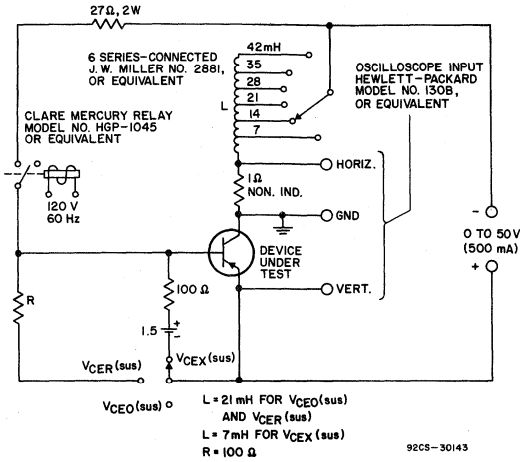 27Ω, 2W
6 SERIES-CONNECTED
J. W. MILLER NO. 2881,
OR EQUIVALENT
42mH
35
28
21
14
7
L
OSCILLOSCOPE INPUT
HEWLETT-PACKARD
MODEL NO. 130B,
OR EQUIVALENT
CLARE MERCURY RELAY
MODEL NO. HGP-1045
OR EQUIVALENT
120 V
60 Hz
HORIZ.
1Ω
NON. IND.
GND
-
0 TO 50V
(500 mA)
+
DEVICE
UNDER
TEST
VERT.
R
100 Ω
1.5
+
-
VCER(sus)
VCEX(sus)
VCEO(sus)
L = 21 mH FOR VCEO(sus)
AND VCER(sus)
L = 7mH FOR VCEX(sus)
R = 100 Ω
92CS-30143